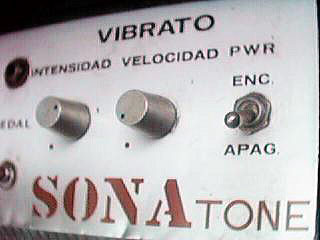 VIBRATO
INTENSIDAD VELOCIDAD PWR
ENC.
EDAL
APAG.
SONATONE